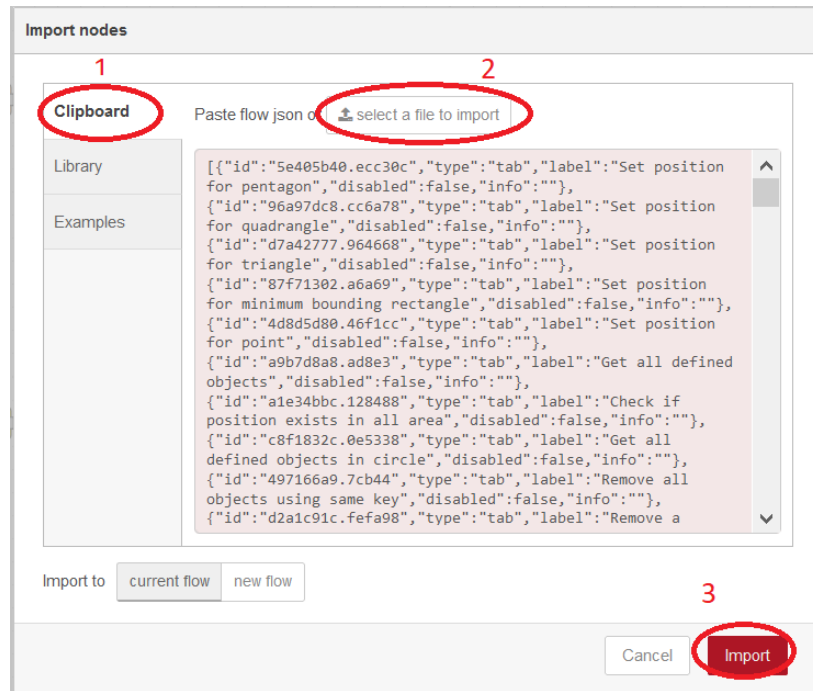 Import nodes
1
2
Clipboard
Paste flow json o
select a file to import
Library
Examples
[{"id":"5e405b40.ecc30c","type":"tab","label":"Set position
for pentagon","disabled":false,"info":""},
{"id":"96a97dc8.cc6a78","type":"tab","label":"Set position
for quadrangle","disabled":false,"info":""},
{"id":"d7a42777.964668","type":"tab","label":"Set position
for triangle","disabled":false,"info":""},
{"id":"87f71302.a6a69","type":"tab","label":"Set position
for minimum bounding rectangle","disabled":false,"info":""},
{"id":"4d8d5d80.46f1cc","type":"tab","label":"Set position
for point","disabled":false,"info":""},
{"id":"a9b7d8a8.ad8e3","type":"tab","label":"Get all defined
objects","disabled":false,"info":""},
{"id":"a1e34bbc.128488","type":"tab","label":"Check if
position exists in all area","disabled":false,"info":""},
{"id":"c8f1832c.0e5338","type":"tab","label":"Get all
defined objects in circle","disabled":false,"info":""},
{"id":"497166a9.7cb44","type":"tab","label":"Remove all
objects using same key","disabled":false,"info":""},
{"id":"d2a1c91c.fefa98","type":"tab","label":"Remove a
Import to
current flow
new flow
3
Cancel
Import